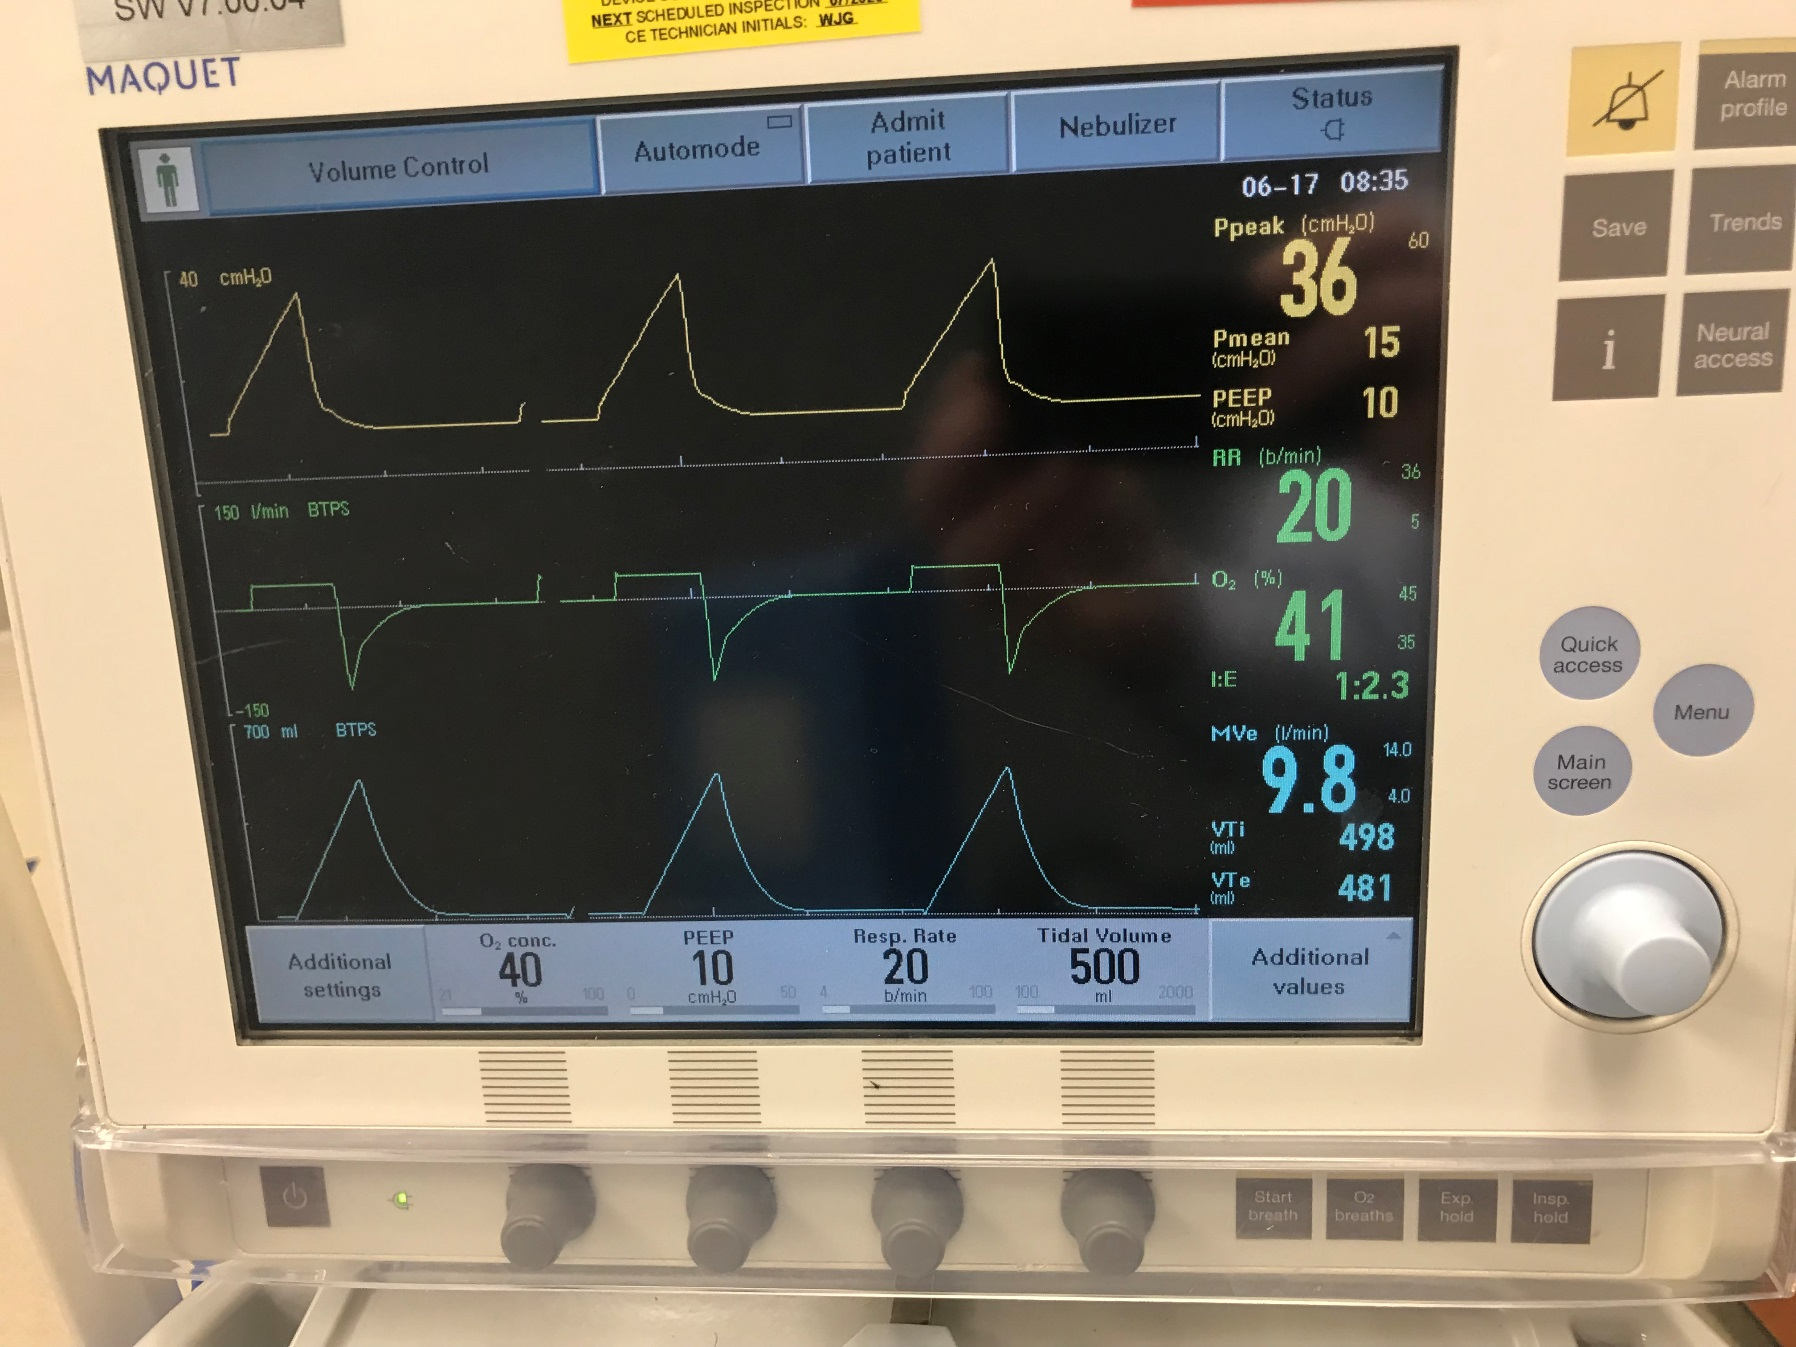 SW V7.00.04
NEXT SCHEDULED INSPECTION
CE TECHNICIAN INITIALS: WJG
MAQUET
Volume Control
Automode
Admit
patient
Nebulizer
Status
Alarm
profile
06-17 08:35
Ppeak (cmH₂O)
60
36
40 cmH₂O
Pmean
(cmH₂O)
15
PEEP
(cmH₂O)
10
Save
Trends
i
Neural
access
RR (b/min)
36
20
5
150 l/min BTPS
O₂ (%)
45
41
35
I:E 1:2.3
-150
700 ml BTPS
MVe (l/min)
14.0
9.8
4.0
VTi
(ml)
498
VTe
(ml)
481
Quick
access
Menu
Main
screen
Additional
settings
O₂ conc.
40
21 % 100
PEEP
10
0 cmH₂O 50
Resp. Rate
20
4 b/min 100
Tidal Volume
500
100 ml 2000
Additional
values
Start
breath
O2
breaths
Exp.
hold
Insp.
hold